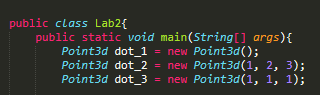 public class Lab2{
    public static void main(String[] args){
        Point3d dot_1 = new Point3d();
        Point3d dot_2 = new Point3d(1, 2, 3);
        Point3d dot_3 = new Point3d(1, 1, 1);